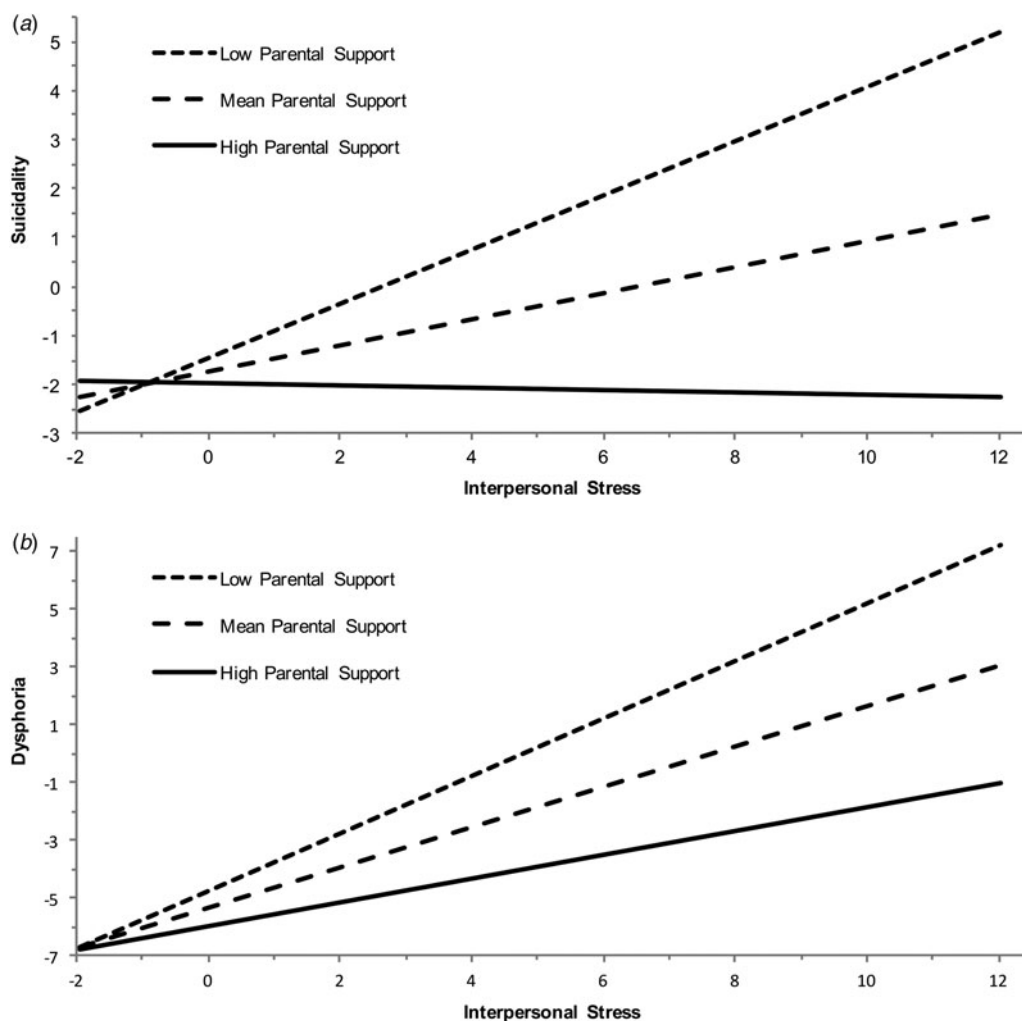 (a)
5
4
3
2
1
0
-1
-2
-3
Suicidality
Low Parental Support
Mean Parental Support
High Parental Support
-2 0 2 4 6 8 10 12
Interpersonal Stress
(b)
7
5
3
1
-1
-3
-5
-7
Dysphoria
Low Parental Support
Mean Parental Support
High Parental Support
-2 0 2 4 6 8 10 12
Interpersonal Stress